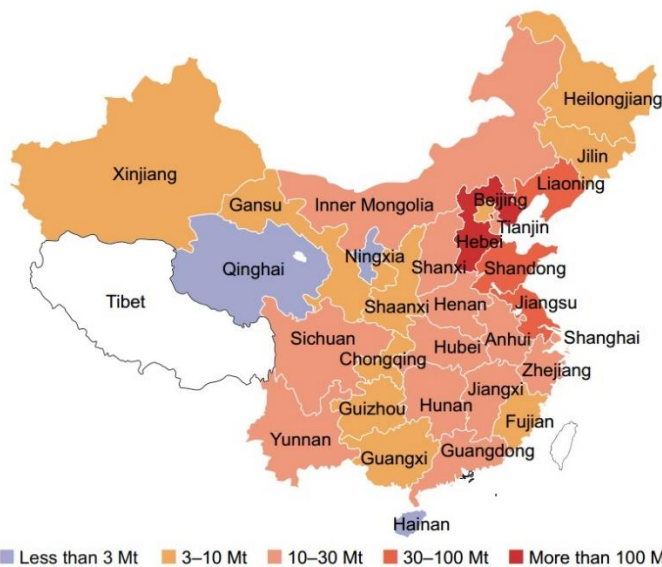 Heilongjiang
Jilin
Xinjiang
Liaoning
Gansu
Inner Mongolia
Beijing
Tianjin
Hebei
Ningxia
Qinghai
Shanxi
Shandong
Tibet
Shaanxi
Henan
Jiangsu
Sichuan
Anhui
Shanghai
Hubei
Chongqing
Zhejiang
Jiangxi
Guizhou
Hunan
Fujian
Yunnan
Guangdong
Guangxi
Hainan
Less than 3 Mt 3–10 Mt 10–30 Mt 30–100 Mt More than 100 M